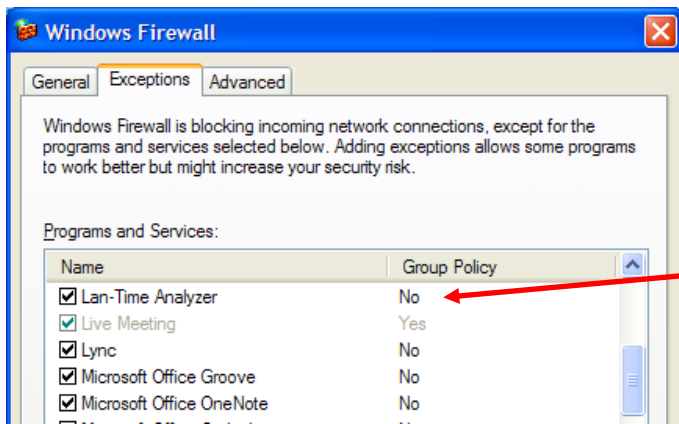 Windows Firewall
General Exceptions Advanced
Windows Firewall is blocking incoming network connections, except for the
programs and services selected below. Adding exceptions allows some programs
to work better but might increase your security risk.
Programs and Services:
Name Group Policy
Lan-Time Analyzer No
Live Meeting Yes
Lync No
Microsoft Office Groove No
Microsoft Office OneNote No